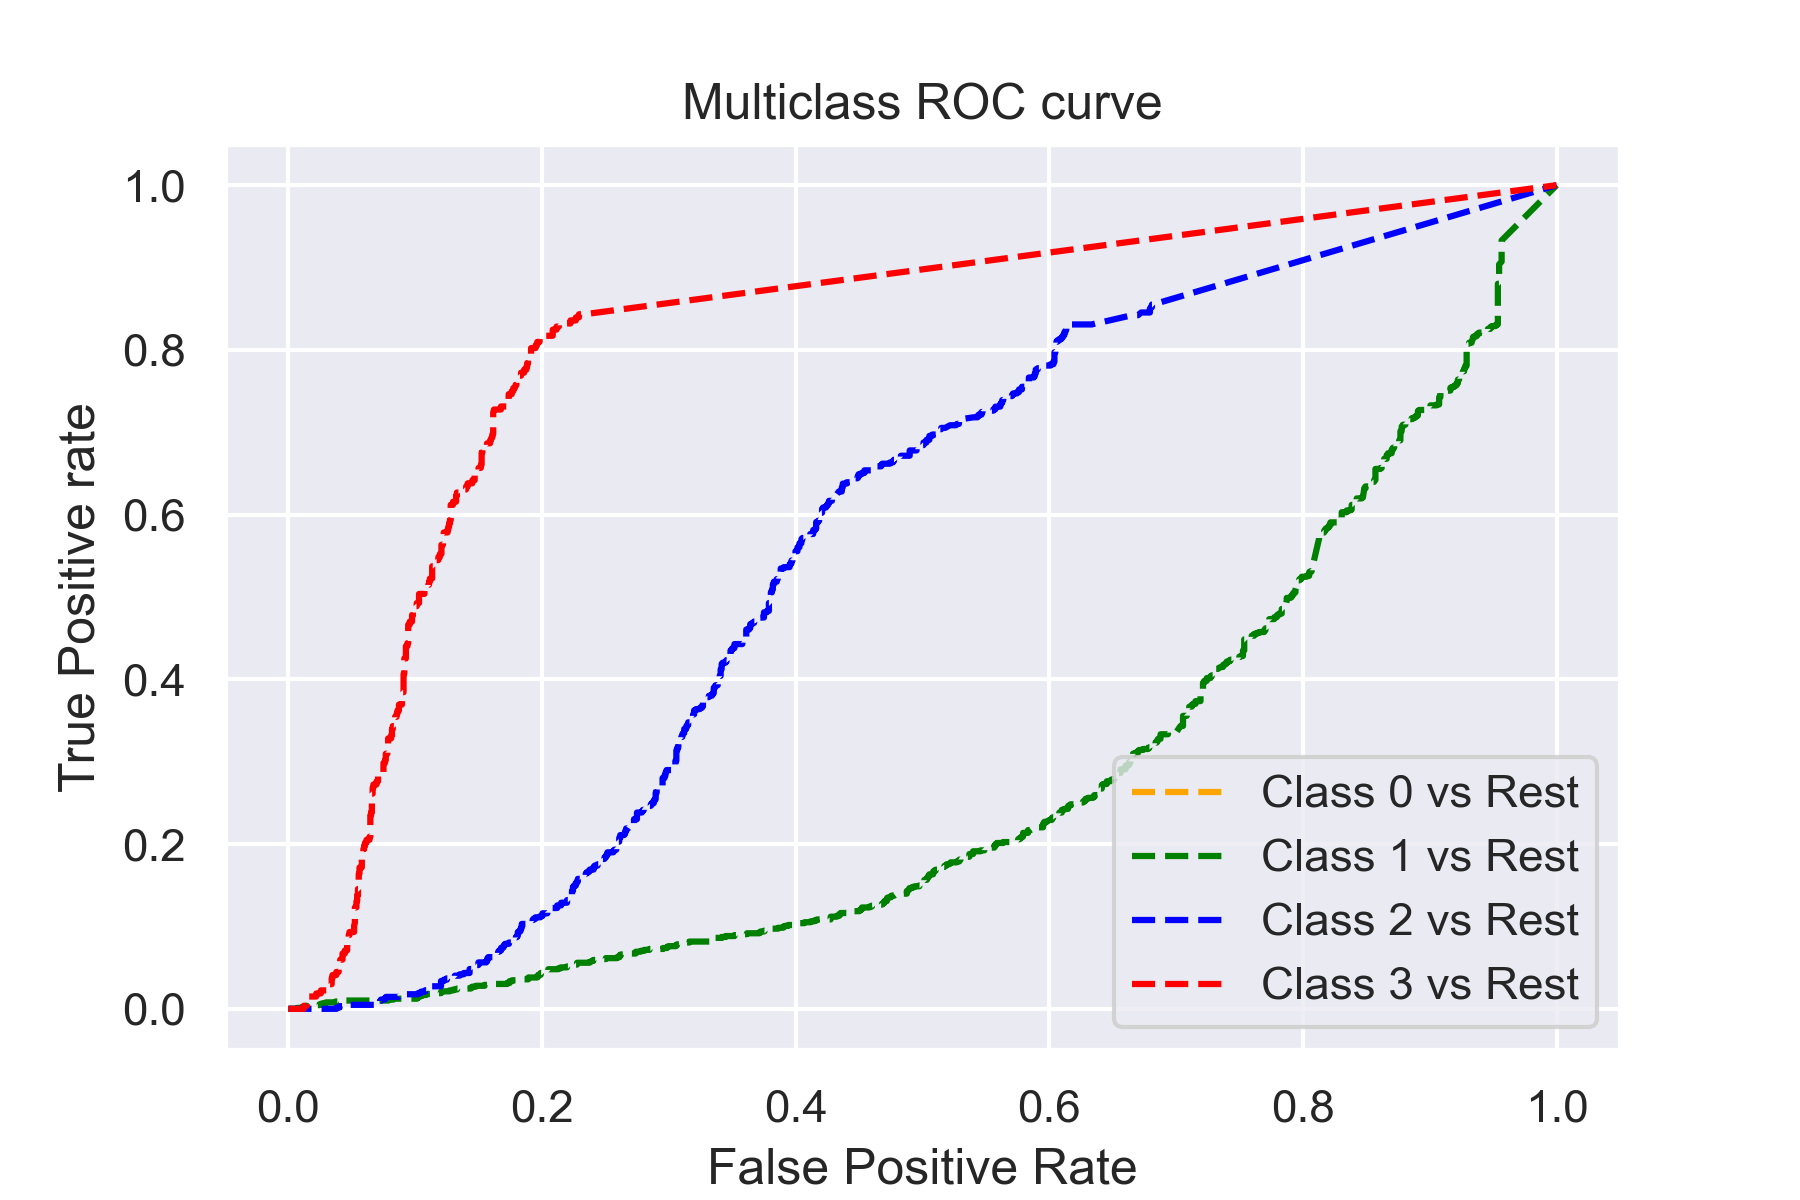 Multiclass ROC curve
True Positive rate
1.0
0.8
0.6
0.4
0.2
0.0
Class 0 vs Rest
Class 1 vs Rest
Class 2 vs Rest
Class 3 vs Rest
0.0 0.2 0.4 0.6 0.8 1.0
False Positive Rate